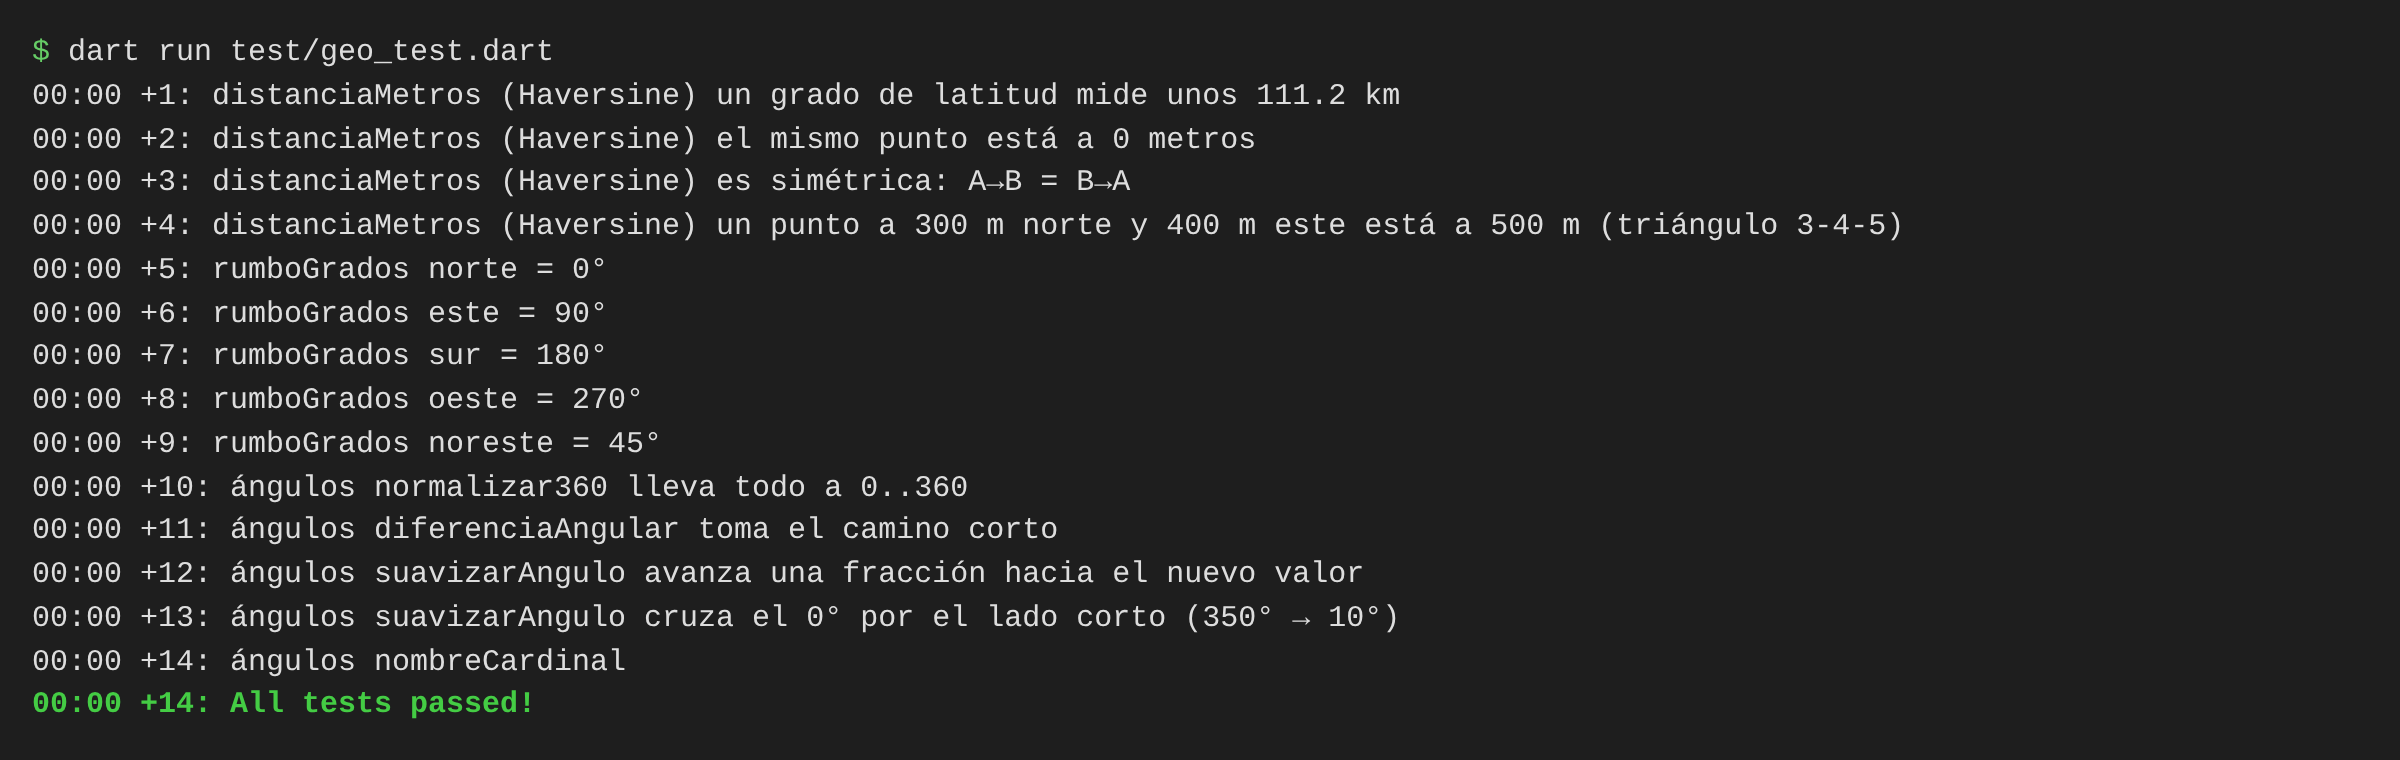 $ dart run test/geo_test.dart
00:00 +1: distanciaMetros (Haversine) un grado de latitud mide unos 111.2 km
00:00 +2: distanciaMetros (Haversine) el mismo punto está a 0 metros
00:00 +3: distanciaMetros (Haversine) es simétrica: A→B = B→A
00:00 +4: distanciaMetros (Haversine) un punto a 300 m norte y 400 m este está a 500 m (triángulo 3-4-5)
00:00 +5: rumboGrados norte = 0°
00:00 +6: rumboGrados este = 90°
00:00 +7: rumboGrados sur = 180°
00:00 +8: rumboGrados oeste = 270°
00:00 +9: rumboGrados noreste = 45°
00:00 +10: ángulos normalizar360 lleva todo a 0..360
00:00 +11: ángulos diferenciaAngular toma el camino corto
00:00 +12: ángulos suavizarAngulo avanza una fracción hacia el nuevo valor
00:00 +13: ángulos suavizarAngulo cruza el 0° por el lado corto (350° → 10°)
00:00 +14: ángulos nombreCardinal
00:00 +14: All tests passed!